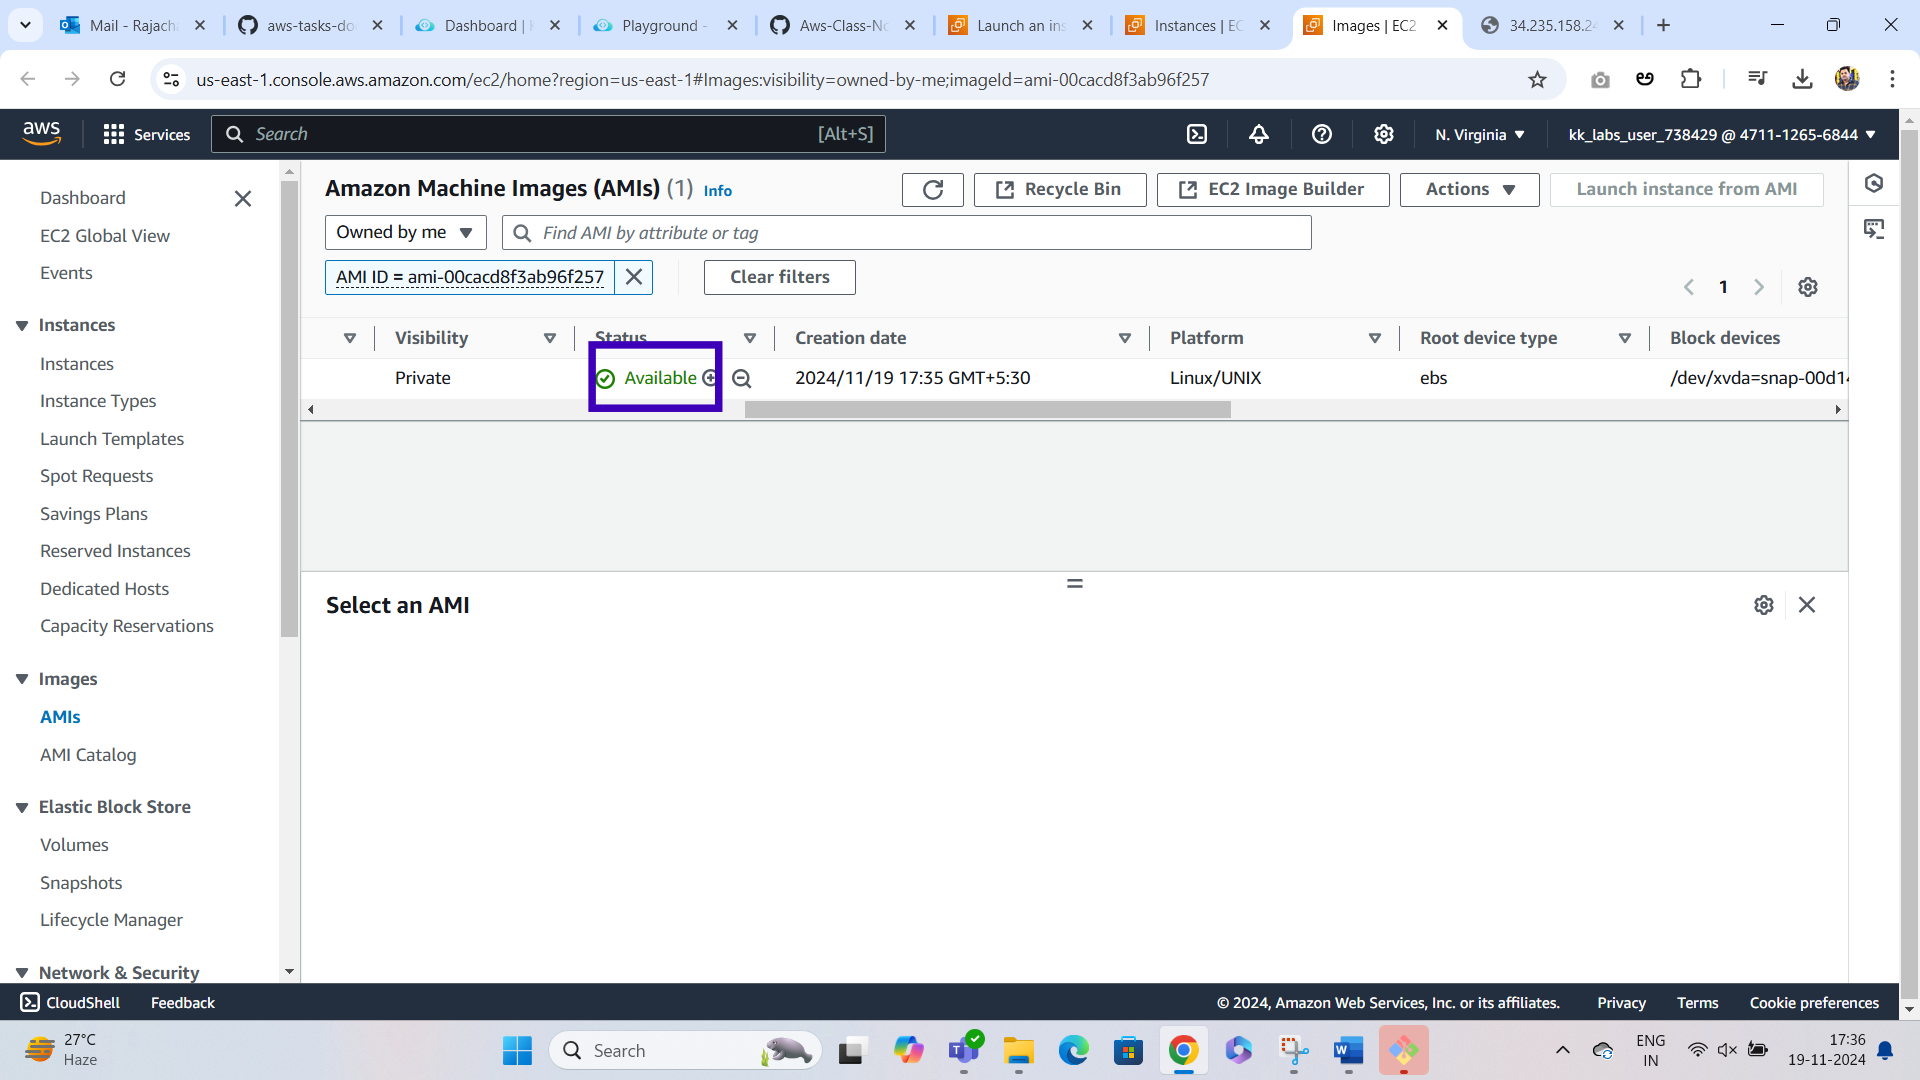 Mail - Rajacha
aws-tasks-do
Dashboard | K
Playground -
Aws-Class-No
Launch an ins
Instances | EC
Images | EC2
34.235.158.24
us-east-1.console.aws.amazon.com/ec2/home?region=us-east-1#Images:visibility=owned-by-me;imageId=ami-00cacd8f3ab96f257
aws
Services
Search
[Alt+S]
N. Virginia
kk_labs_user_738429 @ 4711-1265-6844
Dashboard
EC2 Global View
Events
Instances
Instances
Instance Types
Launch Templates
Spot Requests
Savings Plans
Reserved Instances
Dedicated Hosts
Capacity Reservations
Images
AMIs
AMI Catalog
Elastic Block Store
Volumes
Snapshots
Lifecycle Manager
Network & Security
Amazon Machine Images (AMIs) (1) Info
Recycle Bin
EC2 Image Builder
Actions
Launch instance from AMI
Owned by me
Find AMI by attribute or tag
AMI ID = ami-00cacd8f3ab96f257
Clear filters
1
Visibility
Status
Creation date
Platform
Root device type
Block devices
Private
Available
2024/11/19 17:35 GMT+5:30
Linux/UNIX
ebs
/dev/xvda=snap-00d14
Select an AMI
CloudShell
Feedback
© 2024, Amazon Web Services, Inc. or its affiliates.
Privacy
Terms
Cookie preferences
27°C
Haze
Search
ENG
IN
17:36
19-11-2024